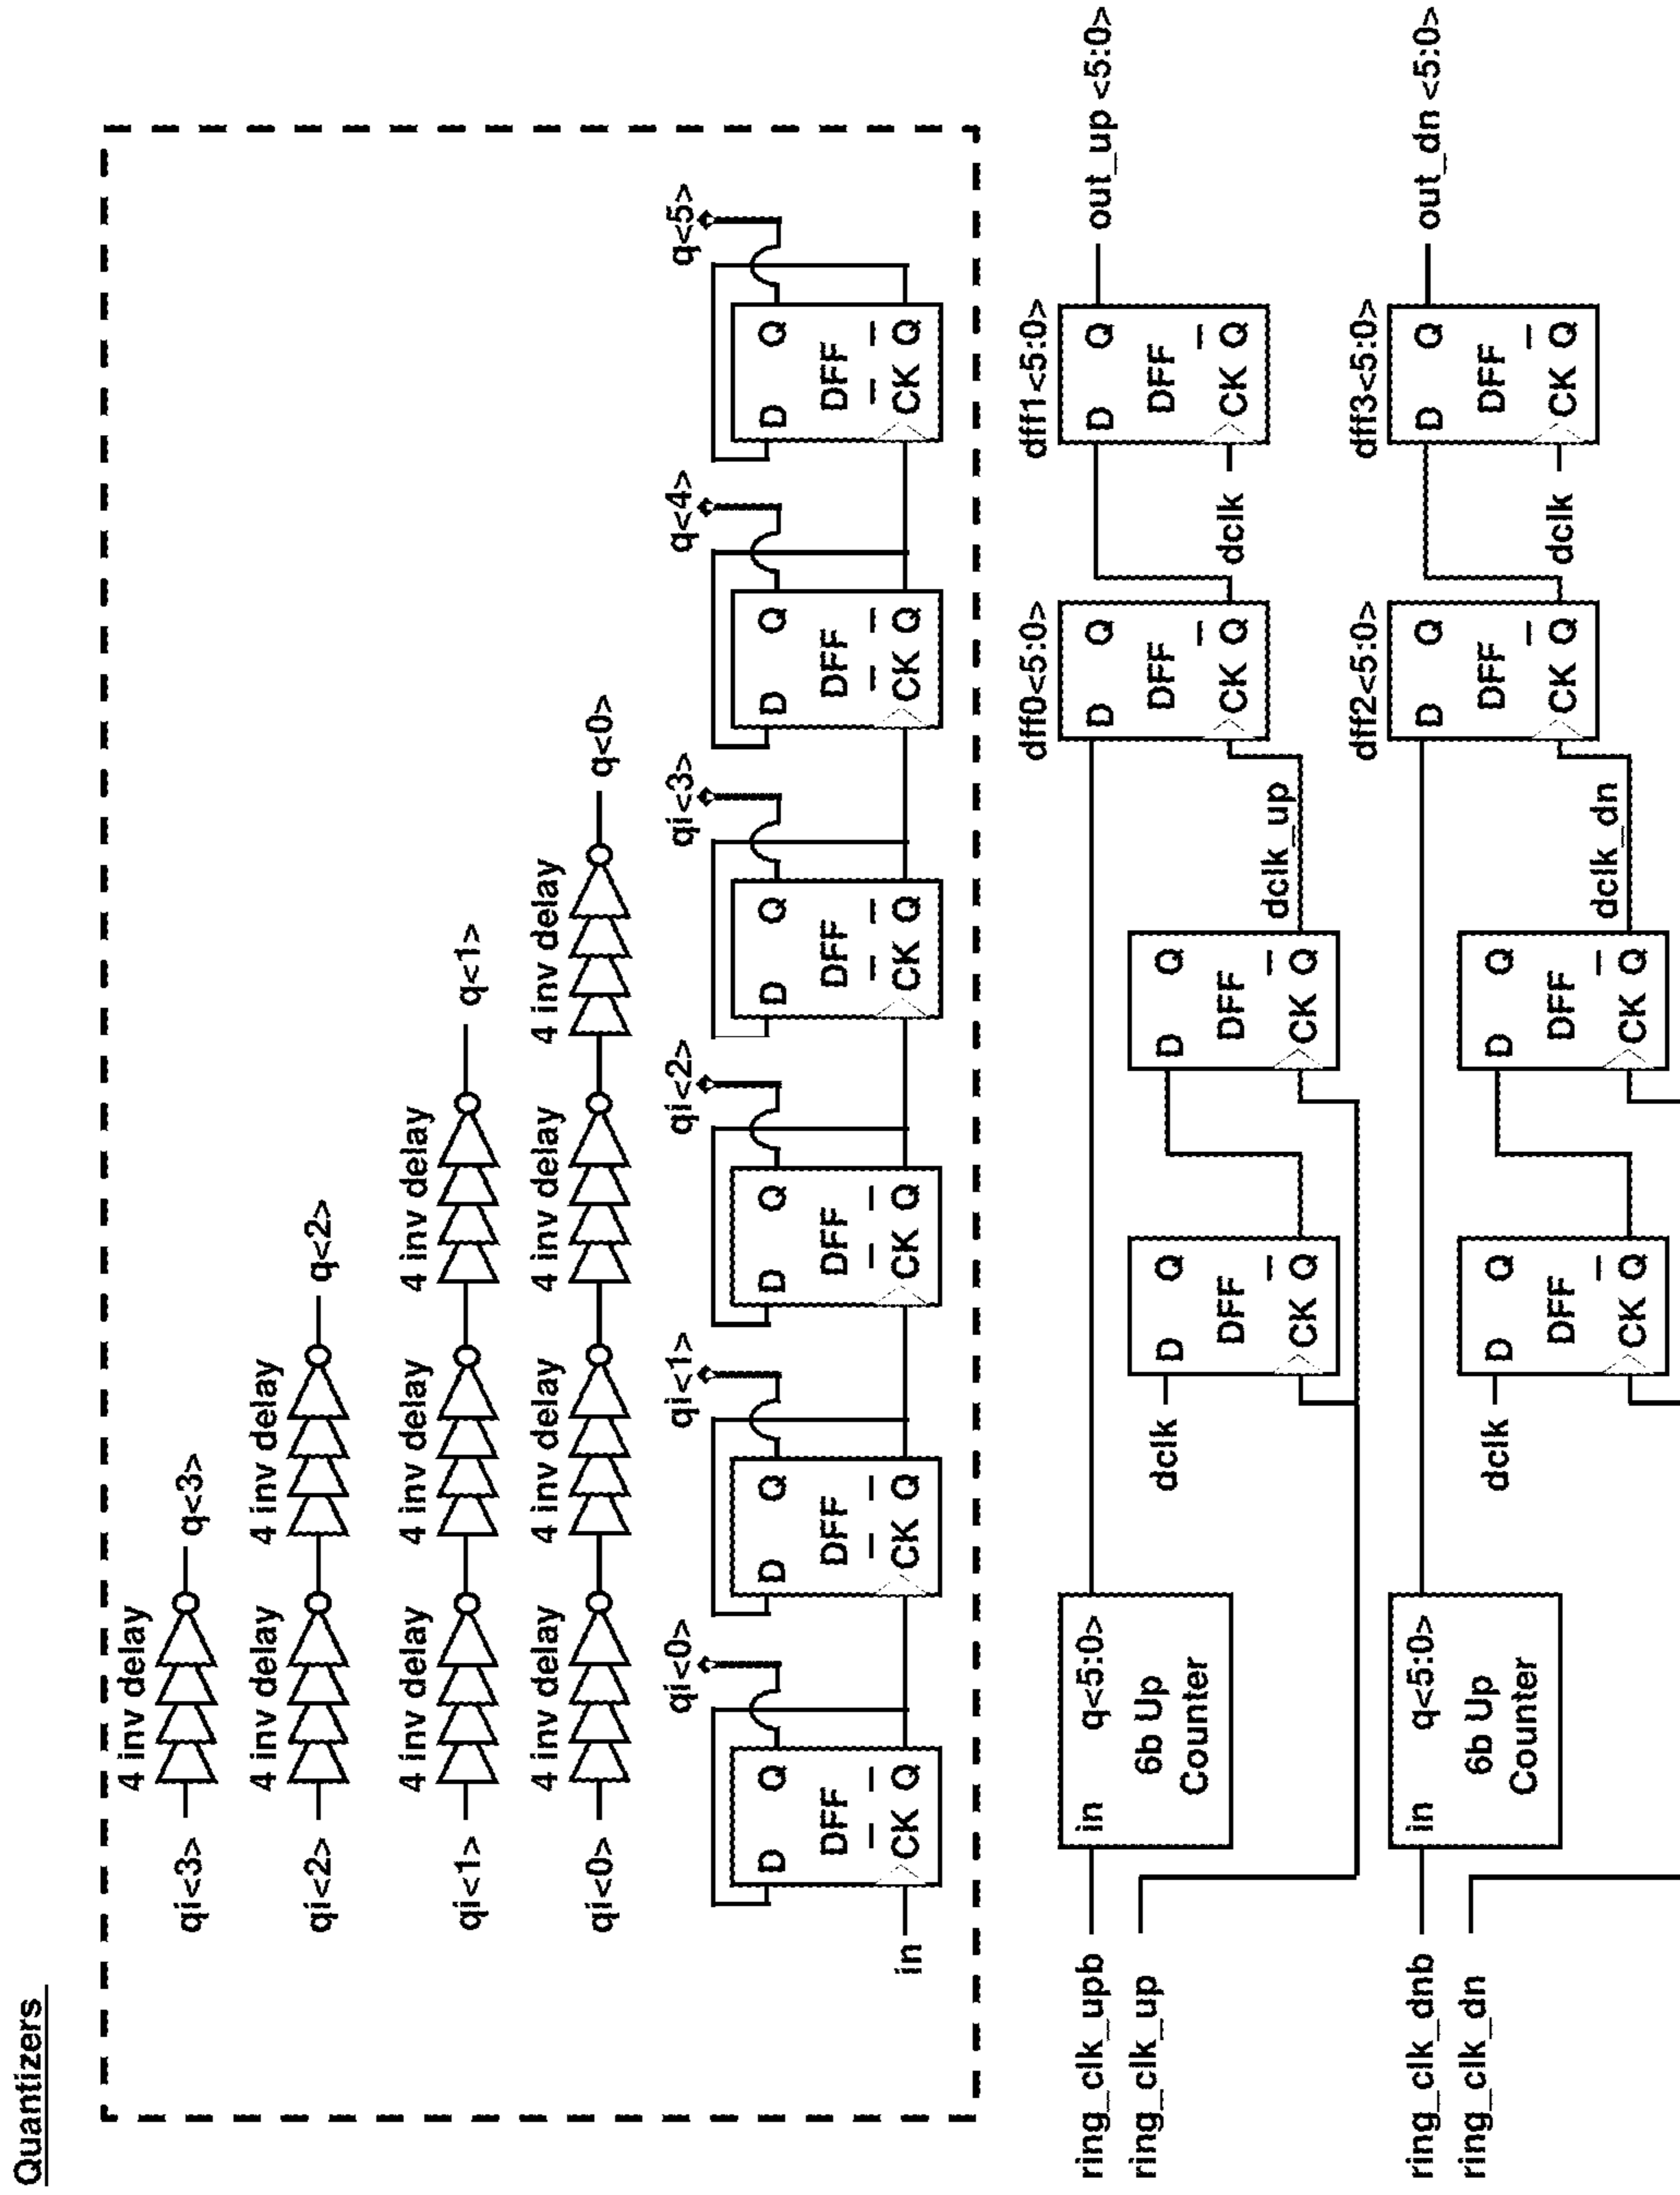 Quantizers
4 inv delay
qi<3>
q<3>
4 inv delay
4 inv delay
qi<2>
q<2>
4 inv delay
4 inv delay
4 inv delay
qi<1>
q<1>
4 inv delay
4 inv delay
4 inv delay
4 inv delay
qi<0>
q<0>
qi<0>
qi<1>
qi<2>
qi<3>
q<4>
q<5>
D Q
DFF
CK Q
D Q
DFF
CK Q
D Q
DFF
CK Q
D Q
DFF
CK Q
D Q
DFF
CK Q
D Q
DFF
CK Q
in
dff0<5:0>
dff1<5:0>
ring_clk_upb
ring_clk_up
in q<5:0>
6b Up
Counter
dclk
D Q
DFF
CK Q
D Q
DFF
CK Q
dclk_up
D Q
DFF
CK Q
dclk
D Q
DFF
CK Q
out_up <5:0>
dff2<5:0>
dff3<5:0>
ring_clk_dnb
ring_clk_dn
in q<5:0>
6b Up
Counter
dclk
D Q
DFF
CK Q
D Q
DFF
CK Q
dclk_dn
D Q
DFF
CK Q
dclk
D Q
DFF
CK Q
out_dn <5:0>